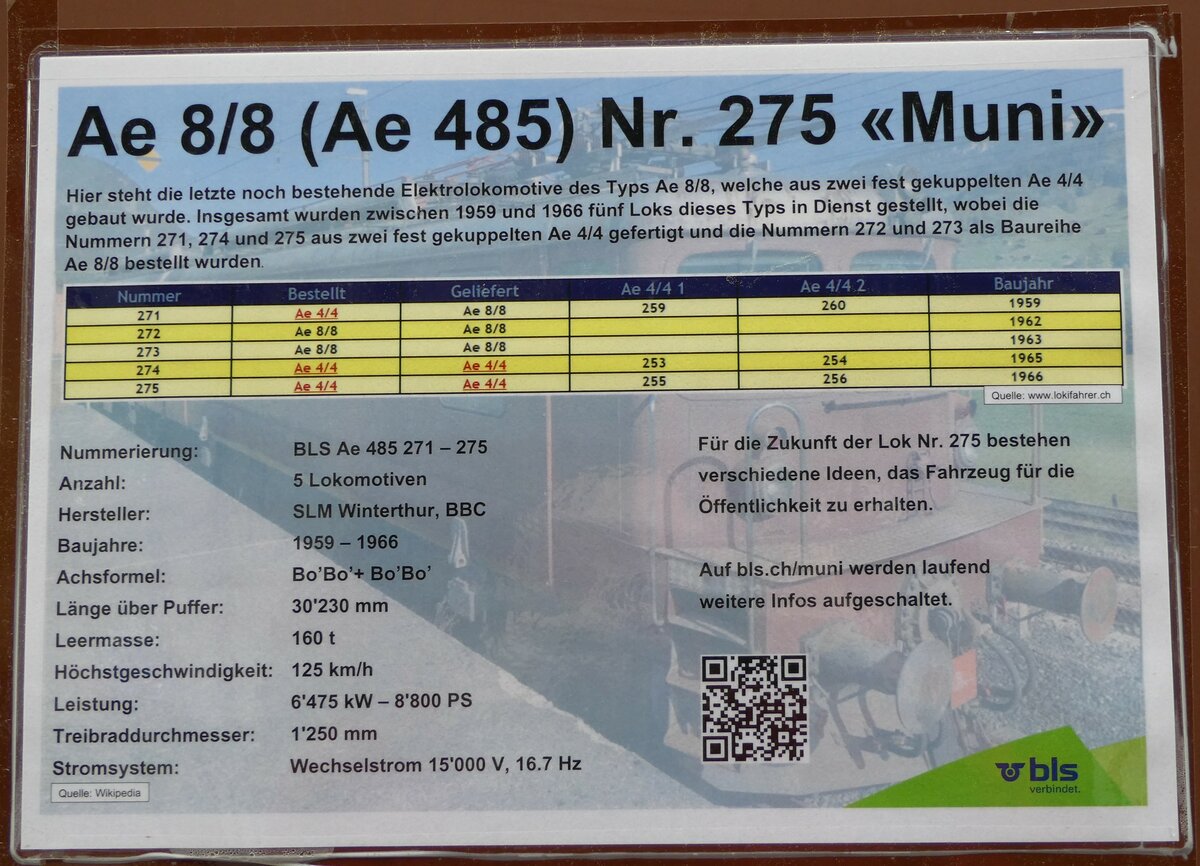 Ae 8/8 (Ae 485) Nr. 275 «Muni»
Hier steht die letzte noch bestehende Elektrolokomotive des Typs Ae 8/8, welche aus zwei fest gekuppelten Ae 4/4
gebaut wurde. Insgesamt wurden zwischen 1959 und 1966 fünf Loks dieses Typs in Dienst gestellt, wobei die
Nummern 271, 274 und 275 aus zwei fest gekuppelten Ae 4/4 gefertigt und die Nummern 272 und 273 als Baureihe
Ae 8/8 bestellt wurden.
Nummer Bestellt Geliefert Ae 4/4 1 Ae 4/4 2 Baujahr
271 Ae 4/4 Ae 8/8 259 260 1959
272 Ae 8/8 Ae 8/8 1962
273 Ae 8/8 Ae 8/8 1963
274 Ae 4/4 Ae 4/4 253 254 1965
275 Ae 4/4 Ae 4/4 255 256 1966
Quelle: www.lokifahrer.ch
Nummerierung: BLS Ae 485 271 – 275
Anzahl: 5 Lokomotiven
Hersteller: SLM Winterthur, BBC
Baujahre: 1959 – 1966
Achsformel: Bo’Bo’+ Bo’Bo’
Länge über Puffer: 30'230 mm
Leermasse: 160 t
Höchstgeschwindigkeit: 125 km/h
Leistung: 6'475 kW – 8'800 PS
Treibraddurchmesser: 1'250 mm
Stromsystem: Wechselstrom 15'000 V, 16.7 Hz
Quelle: Wikipedia
Für die Zukunft der Lok Nr. 275 bestehen
verschiedene Ideen, das Fahrzeug für die
Öffentlichkeit zu erhalten.
Auf bls.ch/muni werden laufend
weitere Infos aufgeschaltet.
bls
verbindet.